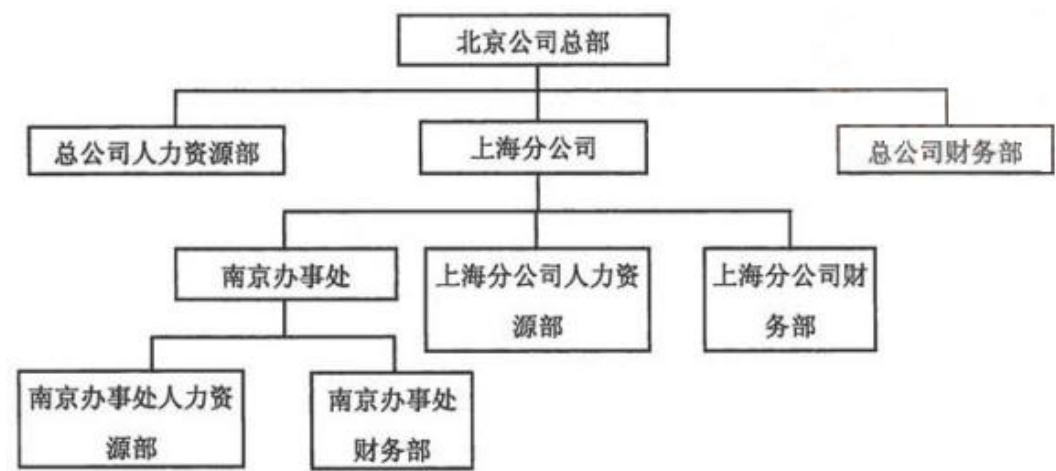 北京公司总部
总公司人力资源部
上海分公司
总公司财务部
南京办事处
上海分公司人力资
源部
上海分公司财
务部
南京办事处人力资
源部
南京办事处
财务部